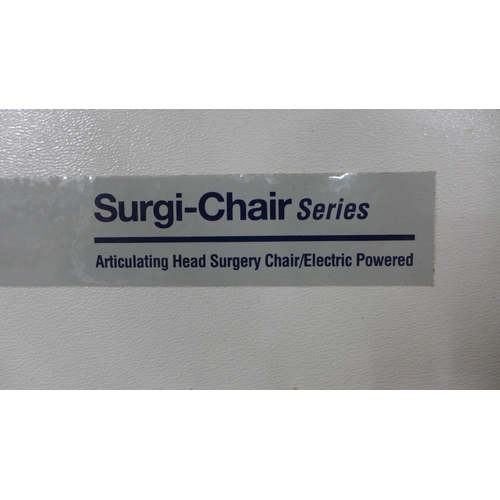 Surgi-Chair Series
Articulating Head Surgery Chair/Electric Powered